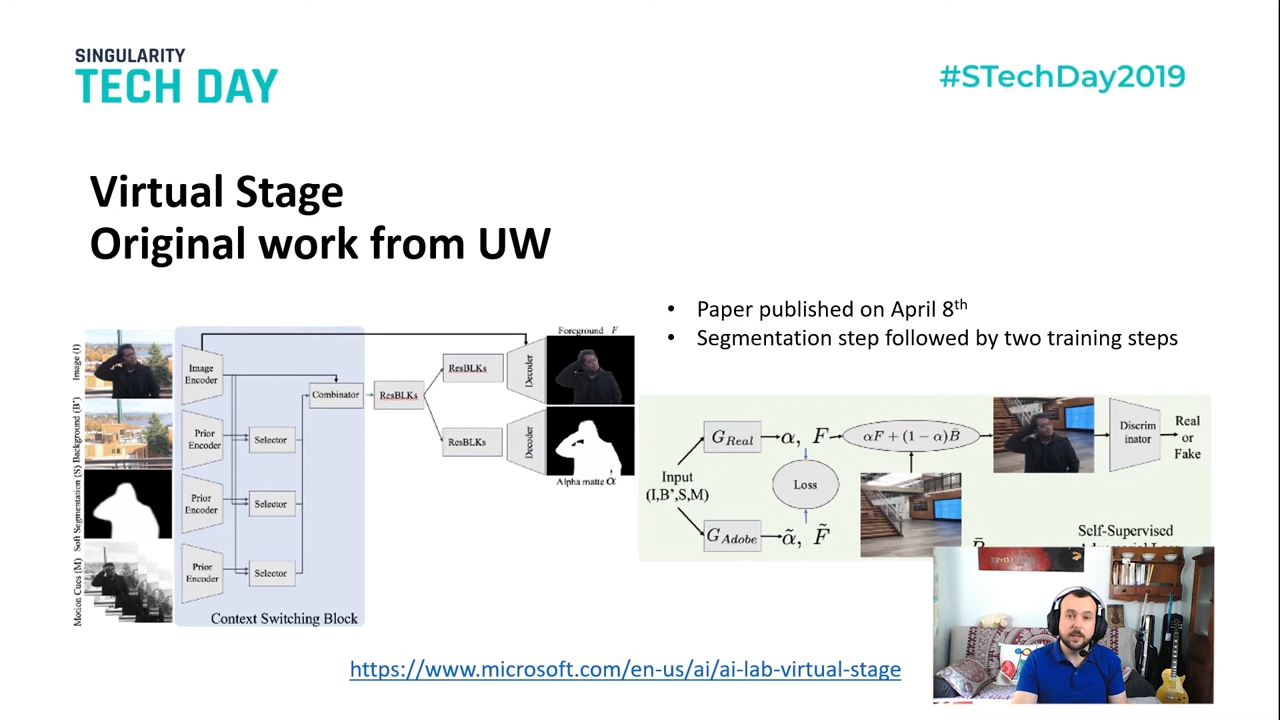 SINGULARITY
TECH DAY
#STechDay2019
Virtual Stage
Original work from UW
• Paper published on April 8th
• Segmentation step followed by two training steps
Image (I)
Background (B')
Soft Segmentation (S)
Motion Cues (M)
Image
Encoder
Prior
Encoder
Prior
Encoder
Prior
Encoder
Selector
Selector
Selector
Combinator
ResBLKs
ResBLKs
ResBLKs
Decoder
Decoder
Foreground F
Alpha matte α
Context Switching Block
Input
(I,B',S,M)
G_Real
α, F
αF + (1 − α)B̄
Loss
G_Adobe
α̃, F̃
B̄
Discrim
inator
Real
or
Fake
Self-Supervised
https://www.microsoft.com/en-us/ai/ai-lab-virtual-stage